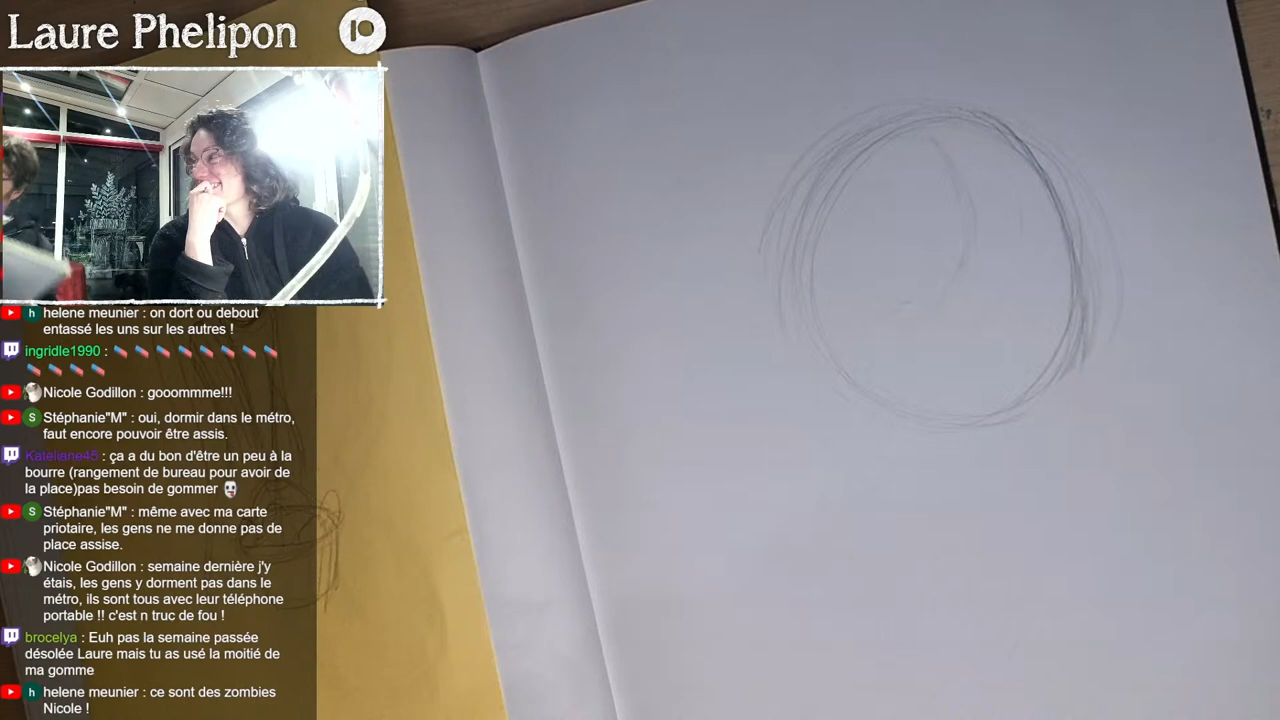 Laure Phelipon
helene meunier : on dort ou debout
entassé les uns sur les autres !
ingridle1990 :
Nicole Godillon : gooommme!!!
S Stéphanie"M" : oui, dormir dans le métro,
faut encore pouvoir être assis.
Kateliane45 : ça a du bon d'être un peu à la
bourre (rangement de bureau pour avoir de
la place)pas besoin de gommer
S Stéphanie"M" : même avec ma carte
priotaire, les gens ne me donne pas de
place assise.
Nicole Godillon : semaine dernière j'y
étais, les gens y dorment pas dans le
métro, ils sont tous avec leur téléphone
portable !! c'est n truc de fou !
brocelya : Euh pas la semaine passée
désolée Laure mais tu as usé la moitié de
ma gomme
h helene meunier : ce sont des zombies
Nicole !